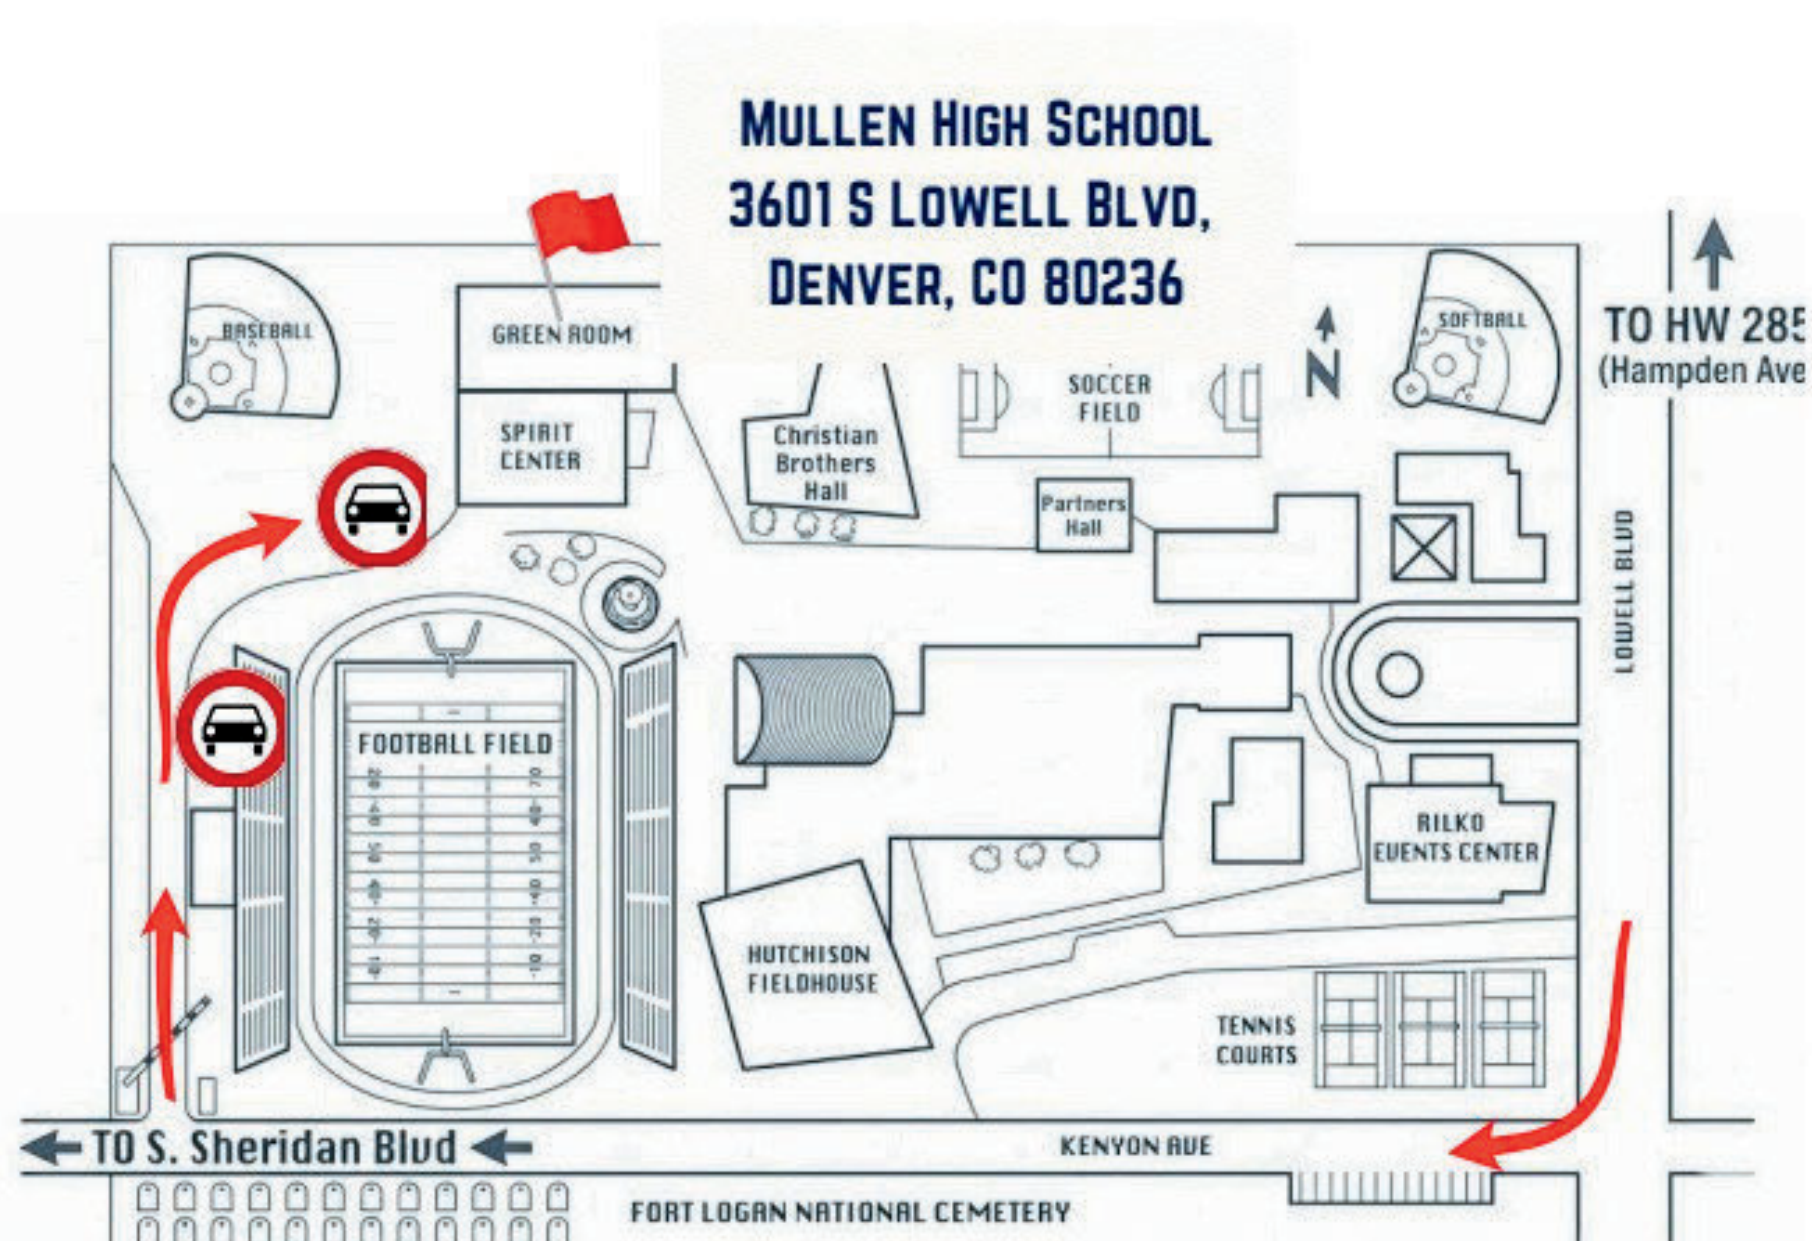 MULLEN HIGH SCHOOL
3601 S LOWELL BLVD,
DENVER, CO 80236
BASEBALL
GREEN ROOM
SPIRIT
CENTER
Christian
Brothers
Hall
SOCCER
FIELD
N
SOFTBALL
TO HW 285
(Hampden Ave
Partners
Hall
LOWELL BLVD
FOOTBALL FIELD
RILKO
EVENTS CENTER
HUTCHISON
FIELDHOUSE
TENNIS
COURTS
TO S. Sheridan Blvd
KENYON AVE
FORT LOGAN NATIONAL CEMETERY